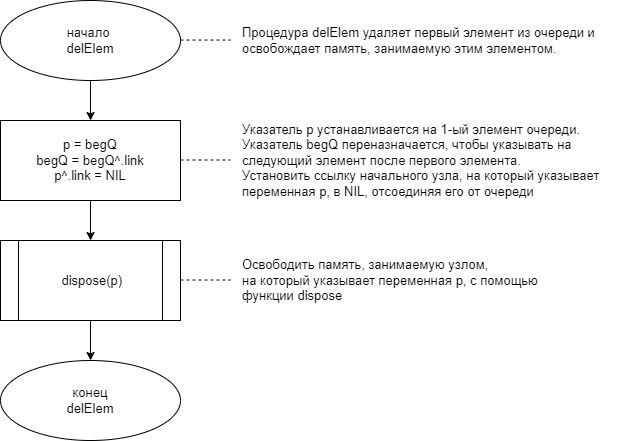 начало
delElem
Процедура delElem удаляет первый элемент из очереди и
освобождает память, занимаемую этим элементом.
p = begQ
begQ = begQ^.link
p^.link = NIL
Указатель p устанавливается на 1-ый элемент очереди.
Указатель begQ переназначается, чтобы указывать на
следующий элемент после первого элемента.
Установить ссылку начального узла, на который указывает
переменная p, в NIL, отсоединяя его от очереди
dispose(p)
Освободить память, занимаемую узлом,
на который указывает переменная p, с помощью
функции dispose
конец
delElem